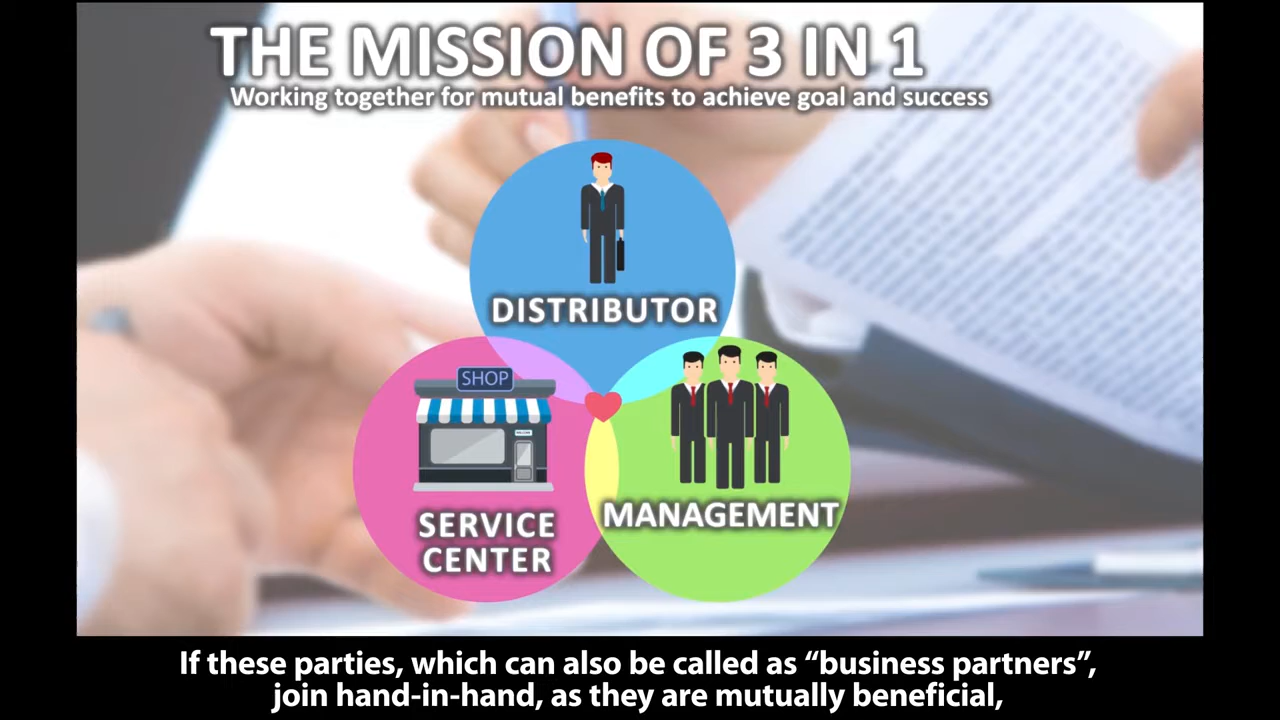 THE MISSION OF 3 IN 1
Working together for mutual benefits to achieve goal and success
DISTRIBUTOR
SHOP
SERVICE
CENTER
MANAGEMENT
If these parties, which can also be called as “business partners”,
join hand-in-hand, as they are mutually beneficial,